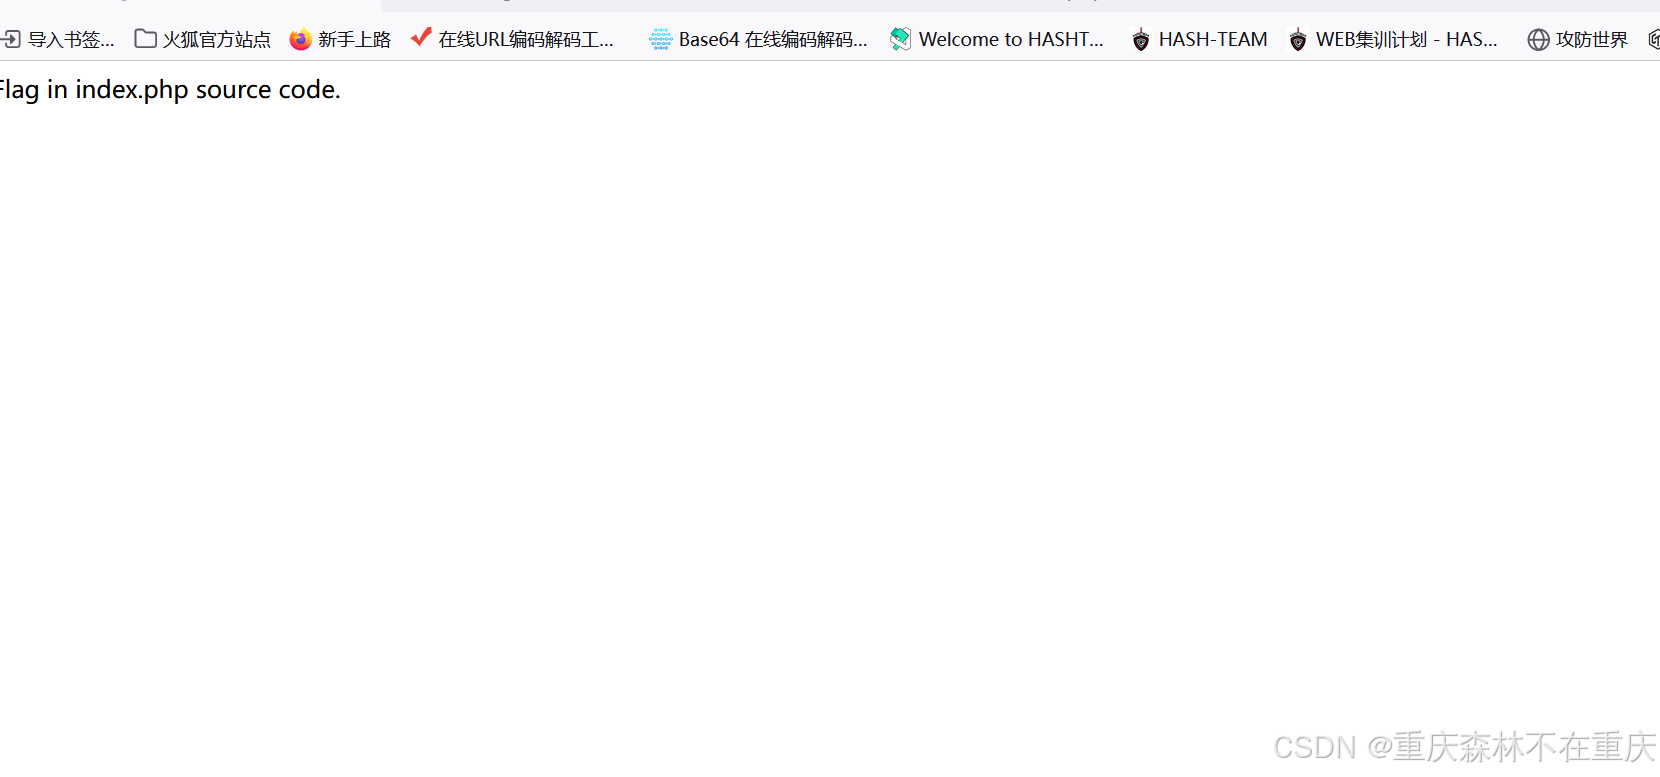 导入书签... 火狐官方站点 新手上路 在线URL编码解码工... Base64 在线编码解码... Welcome to HASHT... HASH-TEAM WEB集训计划 - HAS... 攻防世界
Flag in index.php source code.
CSDN @重庆森林不在重庆